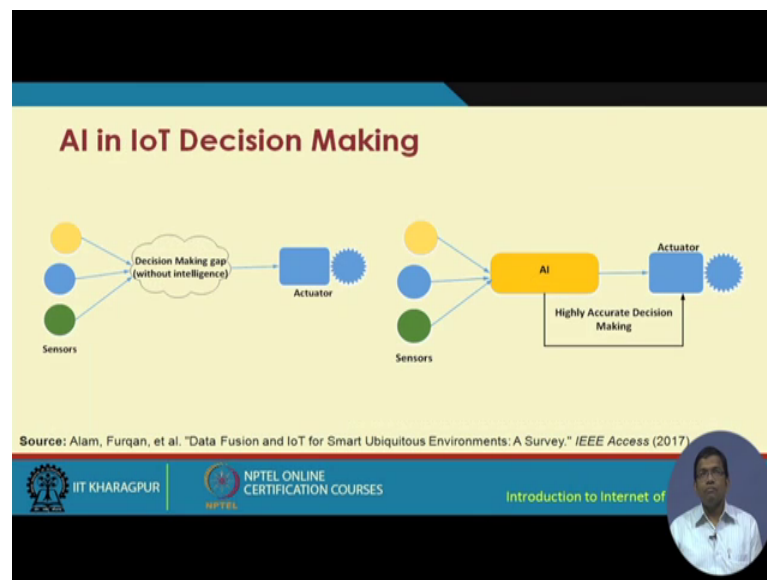 AI in IoT Decision Making
Decision Making gap
(without intelligence)
Actuator
Sensors
AI
Actuator
Highly Accurate Decision
Making
Sensors
Source: Alam, Furqan, et al. "Data Fusion and IoT for Smart Ubiquitous Environments: A Survey." IEEE Access (2017)
IIT KHARAGPUR
NPTEL
NPTEL ONLINE
CERTIFICATION COURSES
Introduction to Internet of